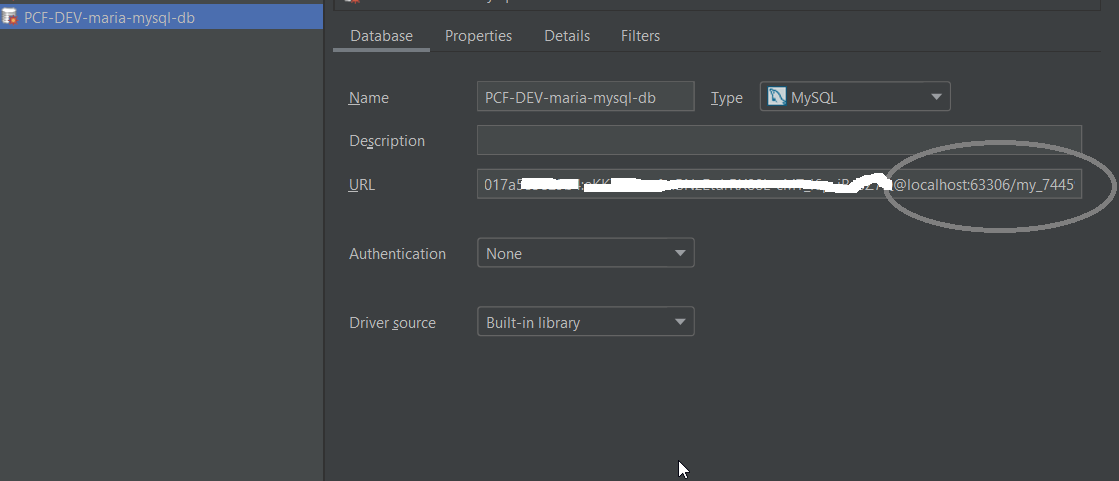 PCF-DEV-maria-mysql-db
Database Properties Details Filters
Name PCF-DEV-maria-mysql-db Type MySQL
Description
URL 017a @localhost:63306/my_7445
Authentication None
Driver source Built-in library